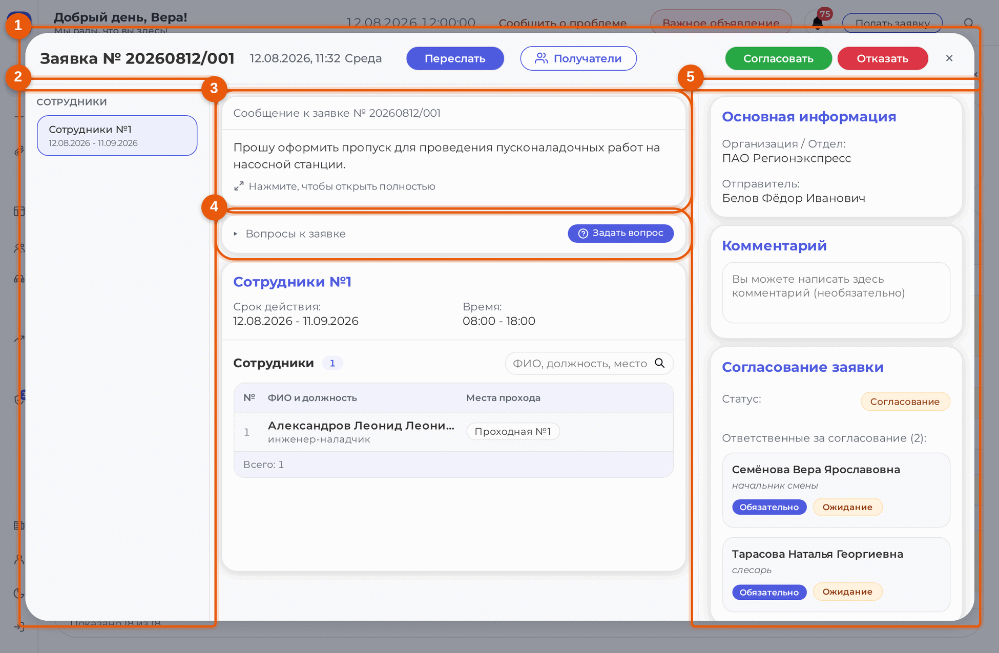 Добрый день, Вера!
Мы рады, что вы здесь!
12.08.2026 12:00:00
Сообщить о проблеме
Важное объявление
75
Подать заявку
1
Заявка № 20260812/001
12.08.2026, 11:32 Среда
Переслать
Получатели
Согласовать
Отказать
2
СОТРУДНИКИ
Сотрудники №1
12.08.2026 - 11.09.2026
3
Сообщение к заявке № 20260812/001
Прошу оформить пропуск для проведения пусконаладочных работ на
насосной станции.
Нажмите, чтобы открыть полностью
4
Вопросы к заявке
Задать вопрос
Сотрудники №1
Срок действия:
12.08.2026 - 11.09.2026
Время:
08:00 - 18:00
Сотрудники 1
ФИО, должность, место
№ ФИО и должность Места прохода
1 Александров Леонид Леони...
инженер-наладчик
Проходная №1
Всего: 1
5
Основная информация
Организация / Отдел:
ПАО Регионэкспресс
Отправитель:
Белов Фёдор Иванович
Комментарий
Вы можете написать здесь
комментарий (необязательно)
Согласование заявки
Статус:
Согласование
Ответственные за согласование (2):
Семёнова Вера Ярославовна
начальник смены
Обязательно Ожидание
Тарасова Наталья Георгиевна
слесарь
Обязательно Ожидание
Показано 18 из 18